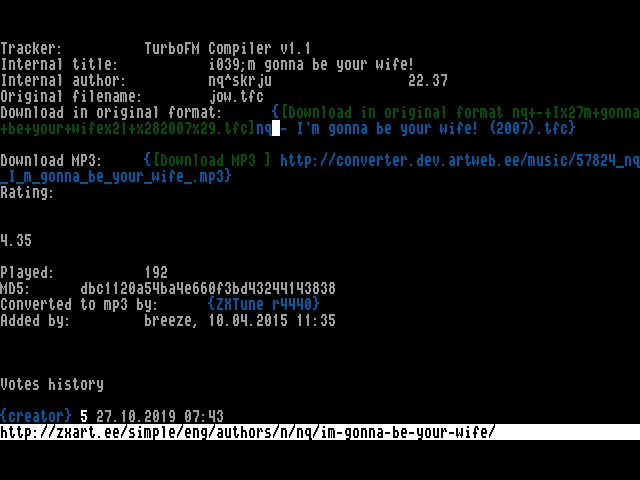 Tracker: TurboFM Compiler v1.1
Internal title: i039;m gonna be your wife!
Internal author: nq^skrju 22.37
Original filename: jow.tfc
Download in original format: {[Download in original format nq+-+I%27m+gonna
+be+your+wife%21+%282007%29.tfc]nq - I'm gonna be your wife! (2007).tfc}
Download MP3: {[Download MP3 ] http://converter.dev.artweb.ee/music/57824_nq
_I_m_gonna_be_your_wife_.mp3}
Rating:
4.35
Played: 192
MD5: dbc1120a54ba4e660f3bd43244143838
Converted to mp3 by: {ZXTune r4440}
Added by: breeze, 10.04.2015 11:35
Votes history
{creator} 5 27.10.2019 07:43
http://zxart.ee/simple/eng/authors/n/nq/im-gonna-be-your-wife/